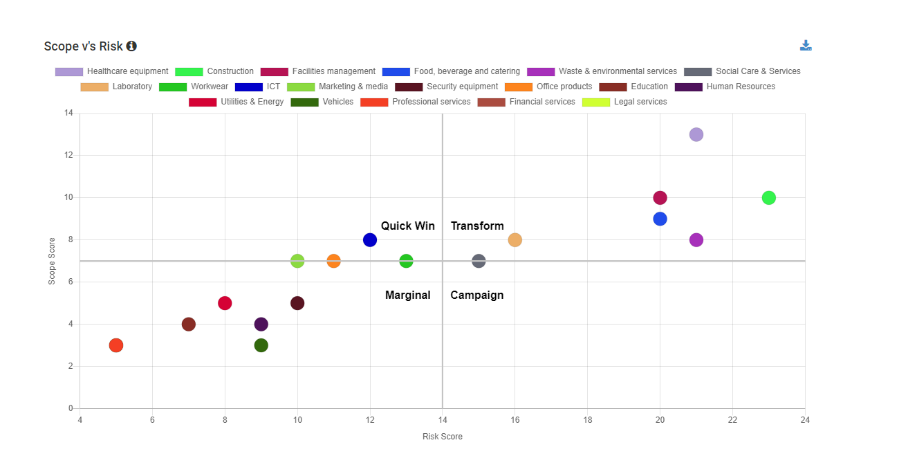 Scope v's Risk
Healthcare equipment Construction Facilities management Food, beverage and catering Waste & environmental services Social Care & Services
Laboratory Workwear ICT Marketing & media Security equipment Office products Education Human Resources
Utilities & Energy Vehicles Professional services Financial services Legal services
14
12
10
8
6
4
2
0
Scope Score
Quick Win Transform
Marginal Campaign
4 6 8 10 12 14 16 18 20 22 24
Risk Score